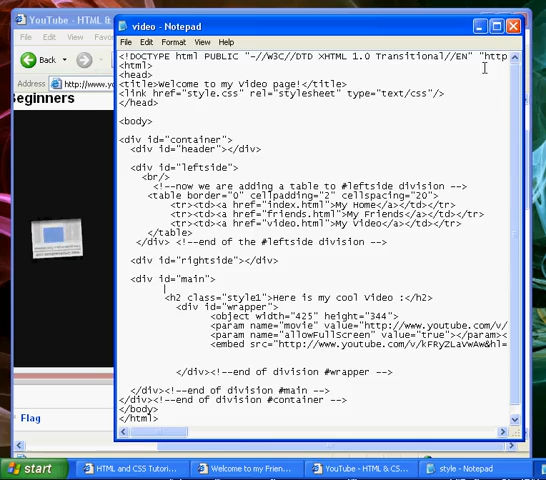 YouTube - HTML &
video - Notepad
File Edit View
File Edit Format View Help
Back
http://www.yo
Beginners
<!DOCTYPE html PUBLIC "-//W3C//DTD XHTML 1.0 Transitional//EN" "http
<html>
<head>
<title>Welcome to my video page!</title>
<link href="style.css" rel="stylesheet" type="text/css"/>
</head>
<body>
<div id="container">
<div id="header"></div>
<div id="leftside">
<br/>
<!--now we are adding a table to #leftside division -->
<table border="0" cellpadding="2" cellspacing="20">
<tr><td><a href="index.html">My Home</a></td></tr>
<tr><td><a href="friends.html">My Friends</a></td></tr>
<tr><td><a href="video.html">My Video</a></td></tr>
</table>
</div> <!--end of the #leftside division -->
<div id="rightside"></div>
<div id="main">
<h2 class="style1">Here is my cool video :</h2>
<div id="wrapper">
<object width="425" height="344">
<param name="movie" value="http://www.youtube.com/v/
<param name="allowFullScreen" value="true"></param><
<embed src="http://www.youtube.com/v/kFRyZLaVwAw&hl=
</div><!--end of division #wrapper -->
</div><!--end of division #main -->
</div><!--end of division #container -->
</body>
</html>
Flag
start
HTML and CSS Tutori...
Welcome to my Frien...
YouTube - HTML & CS...
style - Notepad